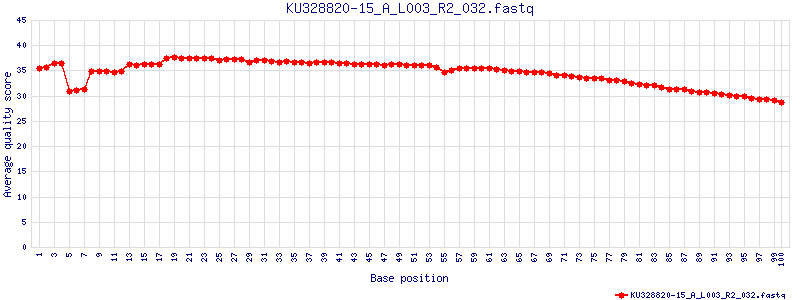 KU328820-15_A_L003_R2_032.fastq
45
40
35
30
25
20
15
10
5
0
Average quality score
1 3 5 7 9 11 13 15 17 19 21 23 25 27 29 31 33 35 37 39 41 43 45 47 49 51 53 55 57 59 61 63 65 67 69 71 73 75 77 79 81 83 85 87 89 91 93 95 97 99 100
Base position
KU328820-15_A_L003_R2_032.fastq